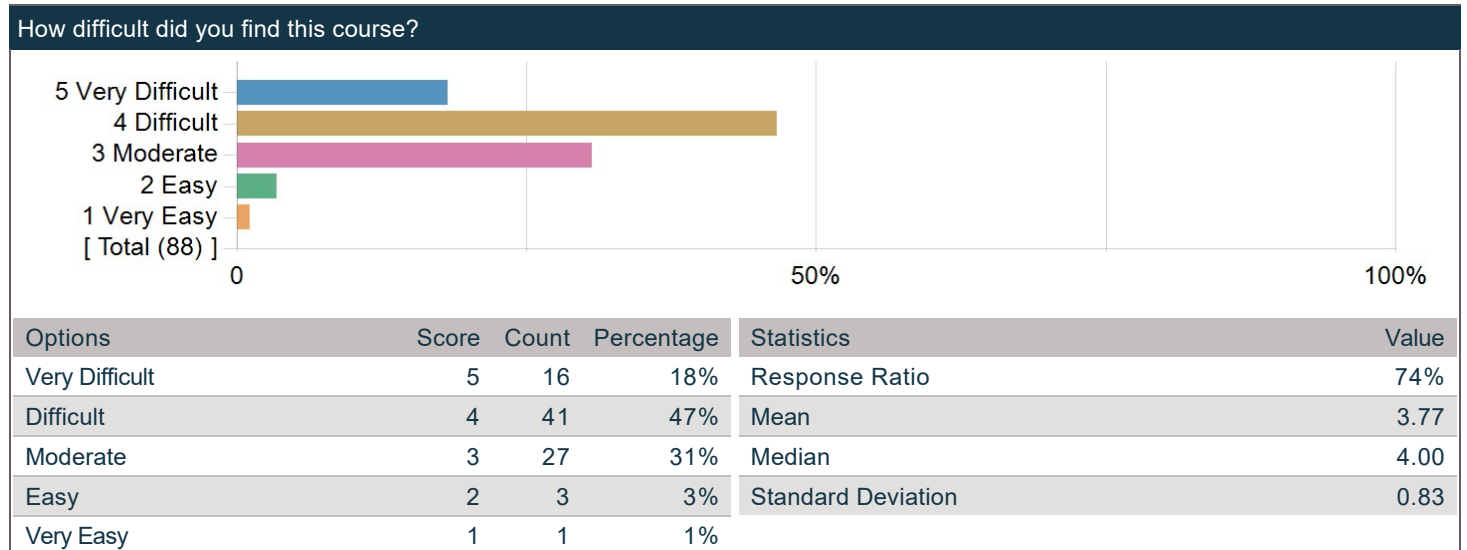 How difficult did you find this course?
5 Very Difficult
4 Difficult
3 Moderate
2 Easy
1 Very Easy
[ Total (88) ]
0 50% 100%
Options Score Count Percentage
Very Difficult 5 16 18%
Difficult 4 41 47%
Moderate 3 27 31%
Easy 2 3 3%
Very Easy 1 1 1%
Statistics Value
Response Ratio 74%
Mean 3.77
Median 4.00
Standard Deviation 0.83